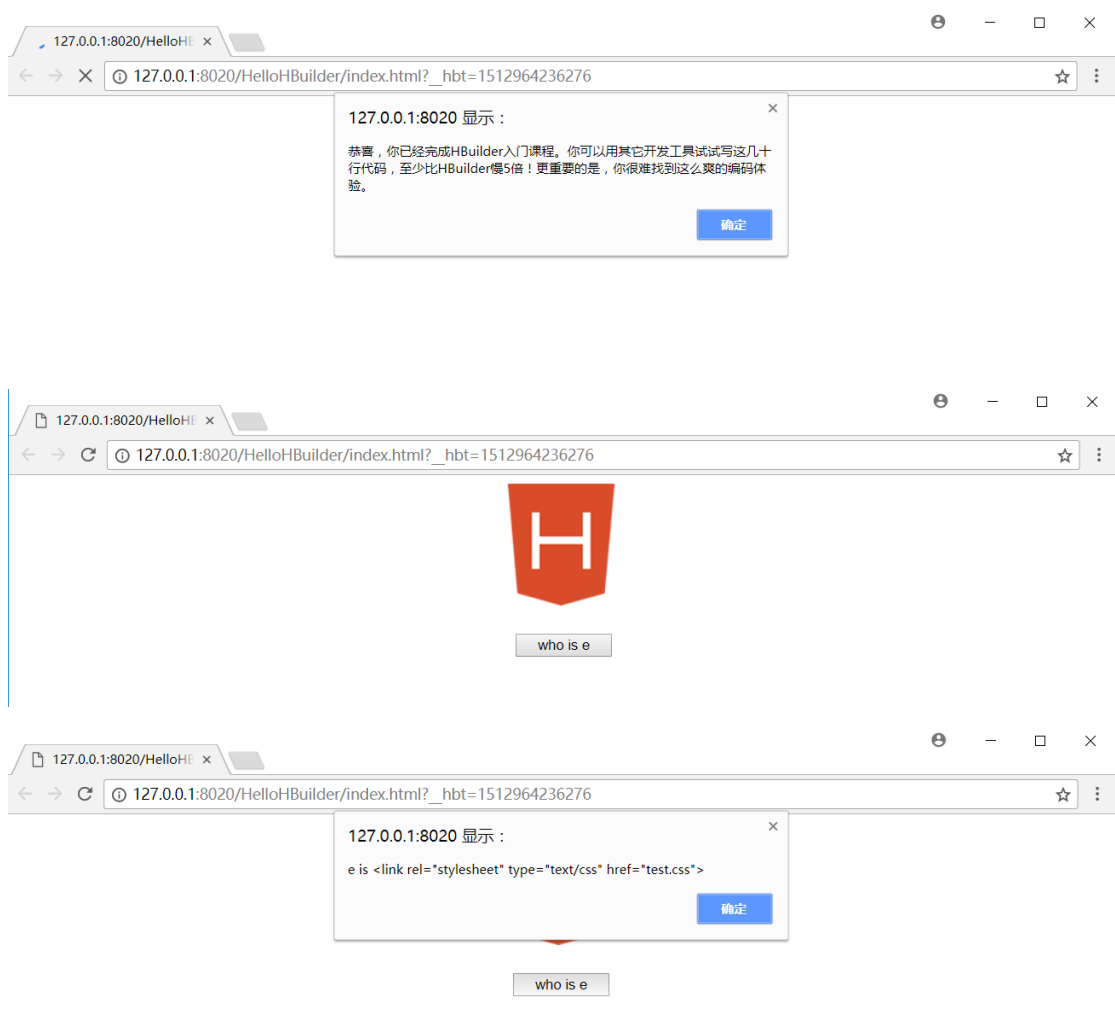 127.0.0.1:8020/HelloHB
127.0.0.1:8020/HelloHBuilder/index.html?__hbt=1512964236276
127.0.0.1:8020 显示：
恭喜，你已经完成HBuilder入门课程。你可以用其它开发工具试试写这几十
行代码，至少比HBuilder慢5倍！更重要的是，你很难找到这么爽的编码体
验。
确定
127.0.0.1:8020/HelloHB
127.0.0.1:8020/HelloHBuilder/index.html?__hbt=1512964236276
H
who is e
127.0.0.1:8020/HelloHB
127.0.0.1:8020/HelloHBuilder/index.html?__hbt=1512964236276
127.0.0.1:8020 显示：
e is <link rel="stylesheet" type="text/css" href="test.css">
确定
who is e